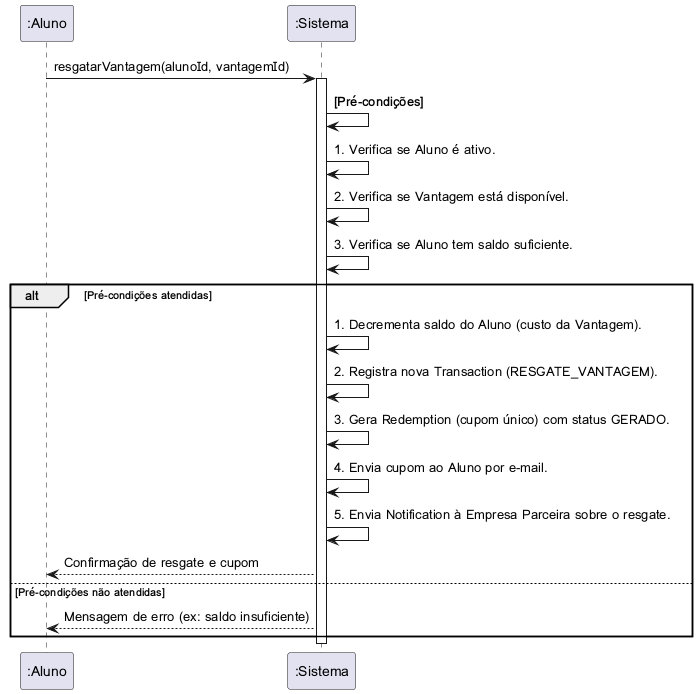 :Aluno
:Sistema
resgatarVantagem(alunoId, vantagemId)
[Pré-condições]
1. Verifica se Aluno é ativo.
2. Verifica se Vantagem está disponível.
3. Verifica se Aluno tem saldo suficiente.
alt
[Pré-condições atendidas]
1. Decrementa saldo do Aluno (custo da Vantagem).
2. Registra nova Transaction (RESGATE_VANTAGEM).
3. Gera Redemption (cupom único) com status GERADO.
4. Envia cupom ao Aluno por e-mail.
5. Envia Notification à Empresa Parceira sobre o resgate.
Confirmação de resgate e cupom
[Pré-condições não atendidas]
Mensagem de erro (ex: saldo insuficiente)
:Aluno
:Sistema